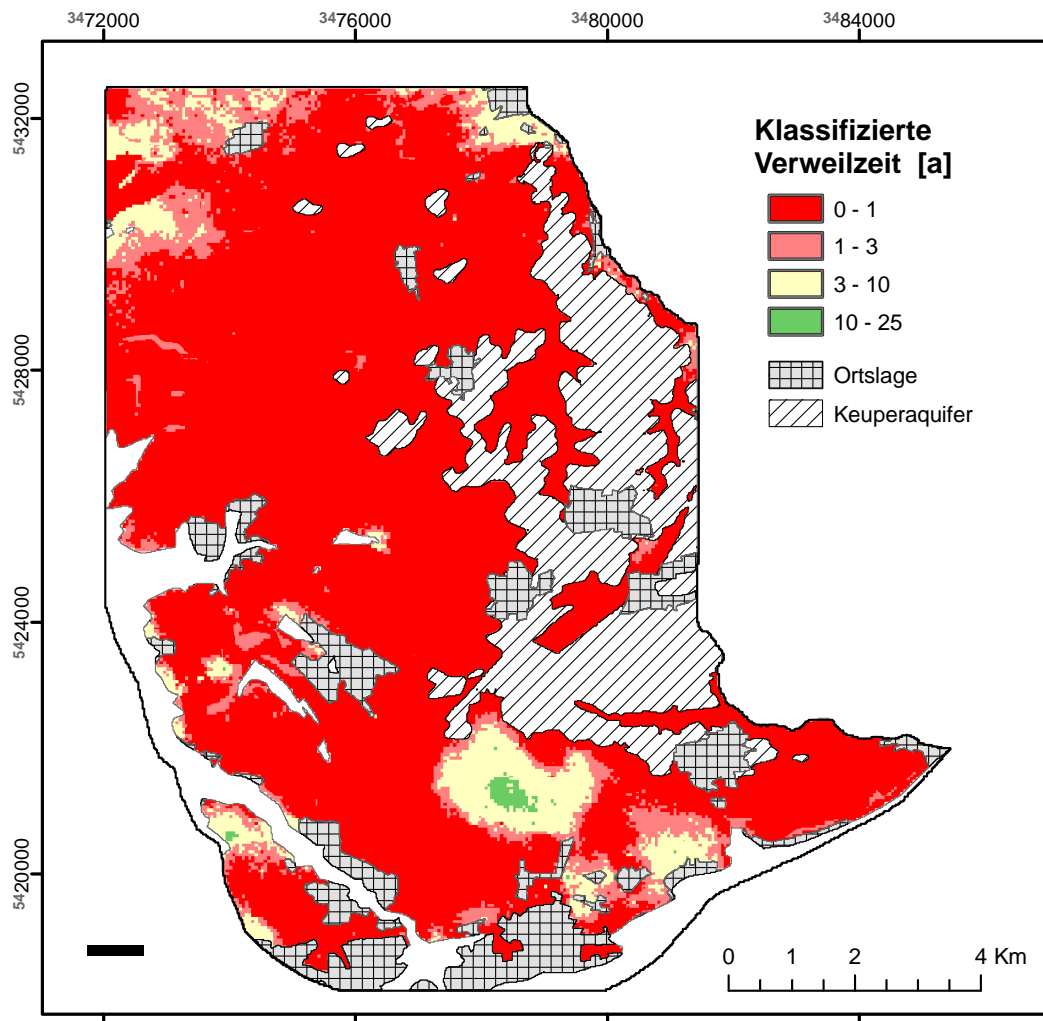 3472000 3476000 3480000 3484000
5432000
5428000
5424000
5420000
Klassifizierte
Verweilzeit [a]
0 - 1
1 - 3
3 - 10
10 - 25
Ortslage
Keuperaquifer
0 1 2 4 Km